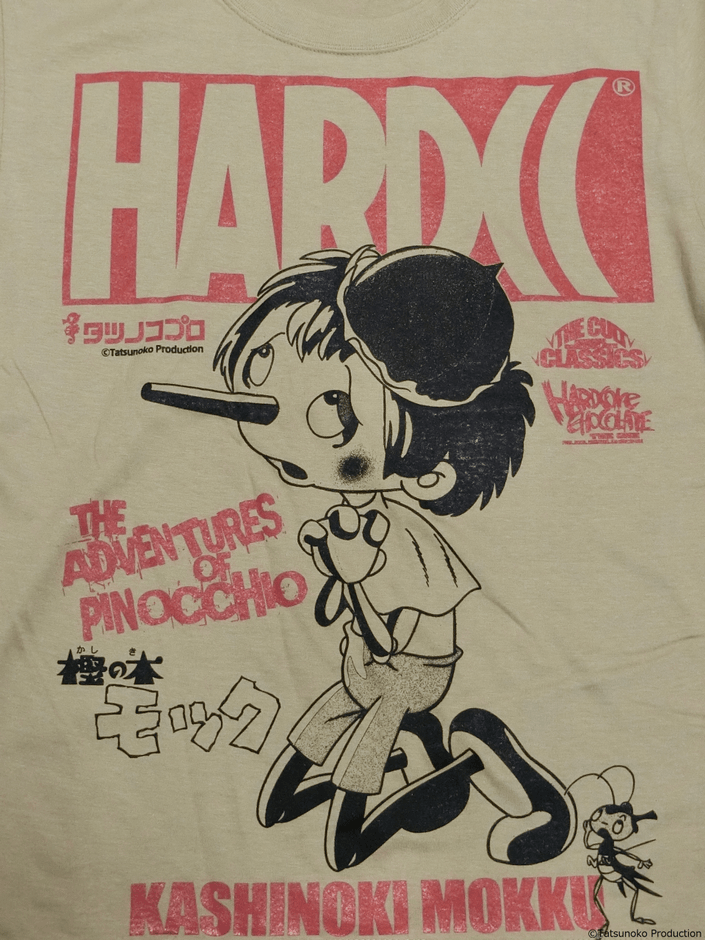 HARDCC®
タツノコプロ
©Tatsunoko Production
THE CULT
CLASSICS
HARDCORE
CHOCOLATE
THE
ADVENTURES
OF
PINOCCHIO
かし き
樫の木
モック
KASHINOKI MOKKU
©Tatsunoko Production